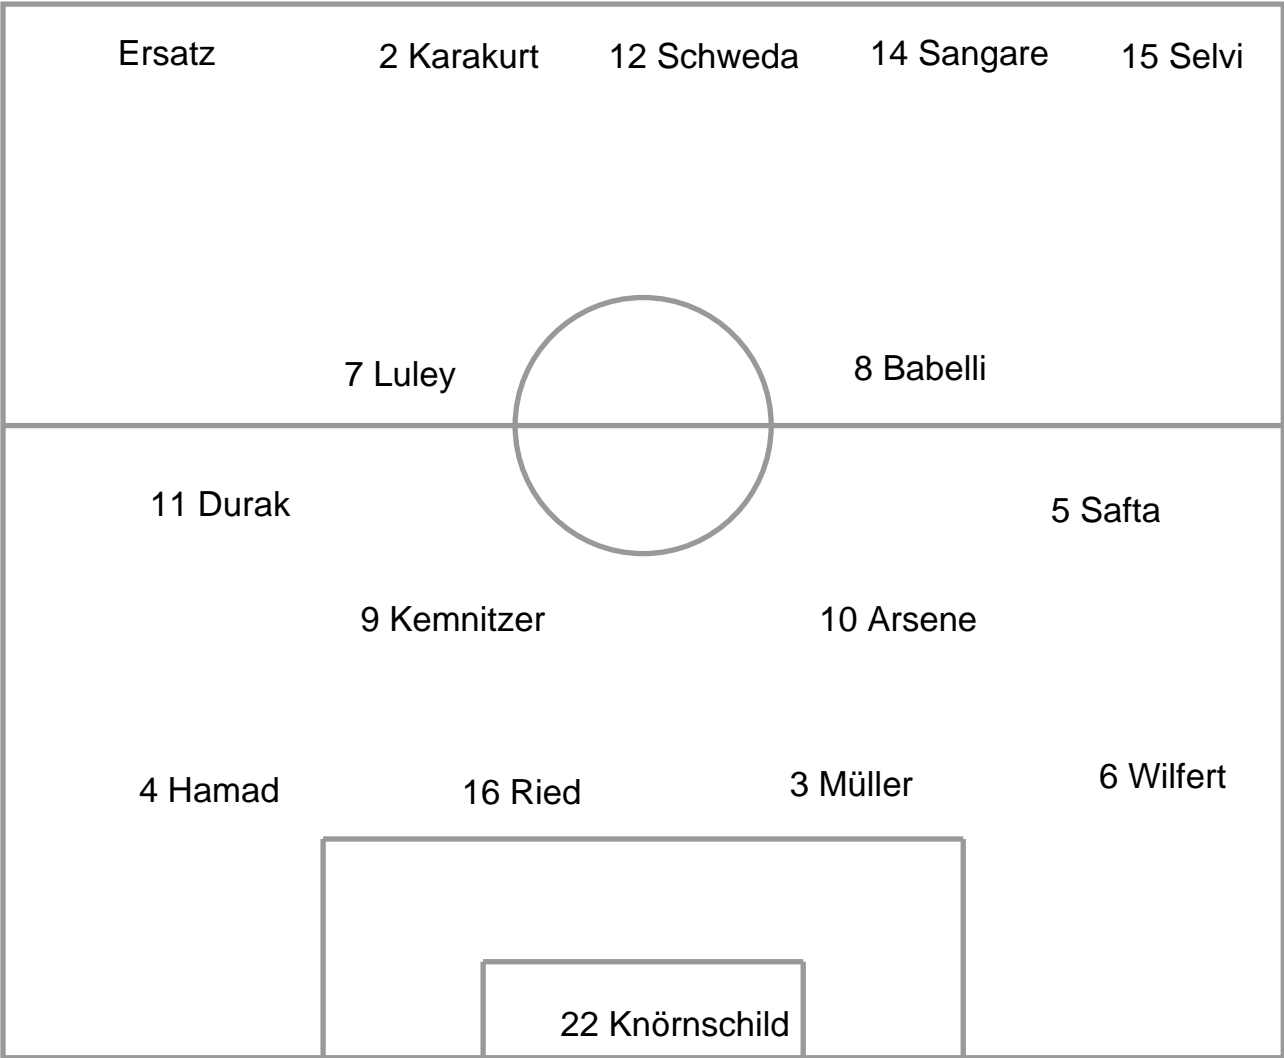 Ersatz 2 Karakurt 12 Schweda 14 Sangare 15 Selvi
7 Luley 8 Babelli
11 Durak 5 Safta
9 Kemnitzer 10 Arsene
4 Hamad 16 Ried 3 Müller 6 Wilfert
22 Knörnschild